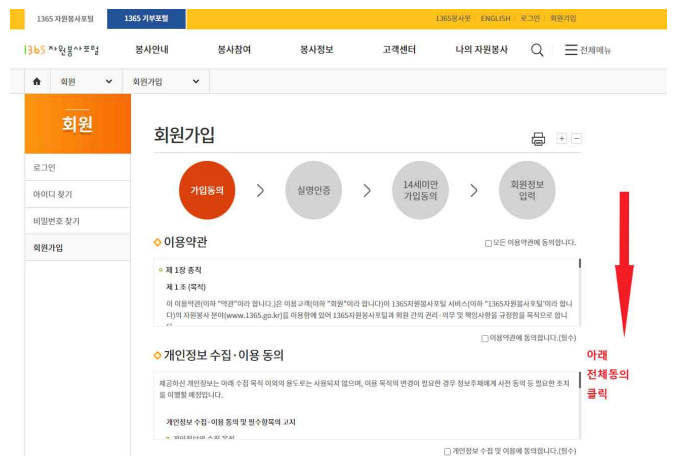 1365 자원봉사포털
1365 기부포털
1365봉사봇 ENGLISH 로그인 회원가입
1365 자원봉사포털
봉사안내 봉사참여 봉사정보 고객센터 나의 자원봉사 전체메뉴
회원 회원가입
회원
로그인
아이디 찾기
비밀번호 찾기
회원가입
회원가입
가입동의 > 실명인증 > 14세미만 가입동의 > 회원정보 입력
이용약관
모든 이용약관에 동의합니다.
제 1장 총칙
제 1 조 (목적)
이 이용약관(이하 "약관"이라 합니다.)은 이용고객(이하 "회원"이라 합니다)이 1365자원봉사포털 서비스(이하 "1365자원봉사포털"이라 합니
다)의 자원봉사 분야(www.1365.go.kr)를 이용함에 있어 1365자원봉사포털과 회원 간의 권리·의무 및 책임사항을 규정함을 목적으로 합니
이용약관에 동의합니다.(필수)
개인정보 수집·이용 동의
제공하신 개인정보는 아래 수집 목적 이외의 용도로는 사용되지 않으며, 이용 목적의 변경이 필요한 경우 정보주체에게 사전 동의 등 필요한 조치
를 이행할 예정입니다.
개인정보 수집·이용 동의 및 필수항목의 고지
개인정보의 수집 목적
개인정보 수집 및 이용에 동의합니다.(필수)
아래
전체동의
클릭